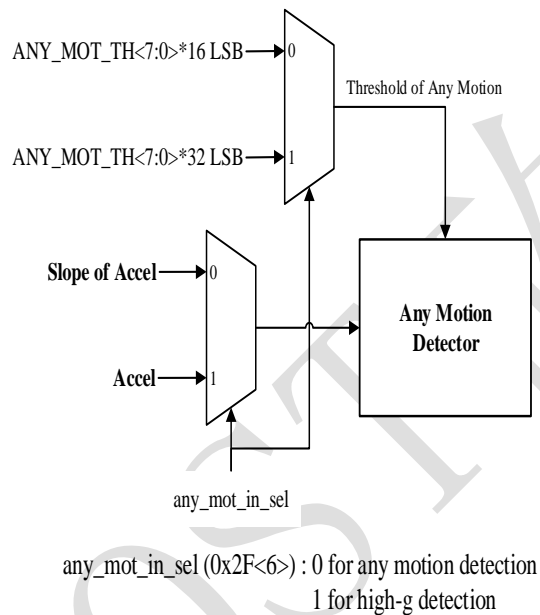 ANY_MOT_TH<7:0>*16 LSB
0
Threshold of Any Motion
ANY_MOT_TH<7:0>*32 LSB
1
Slope of Accel
0
Any Motion
Detector
Accel
1
any_mot_in_sel
any_mot_in_sel (0x2F<6>) : 0 for any motion detection
1 for high-g detection